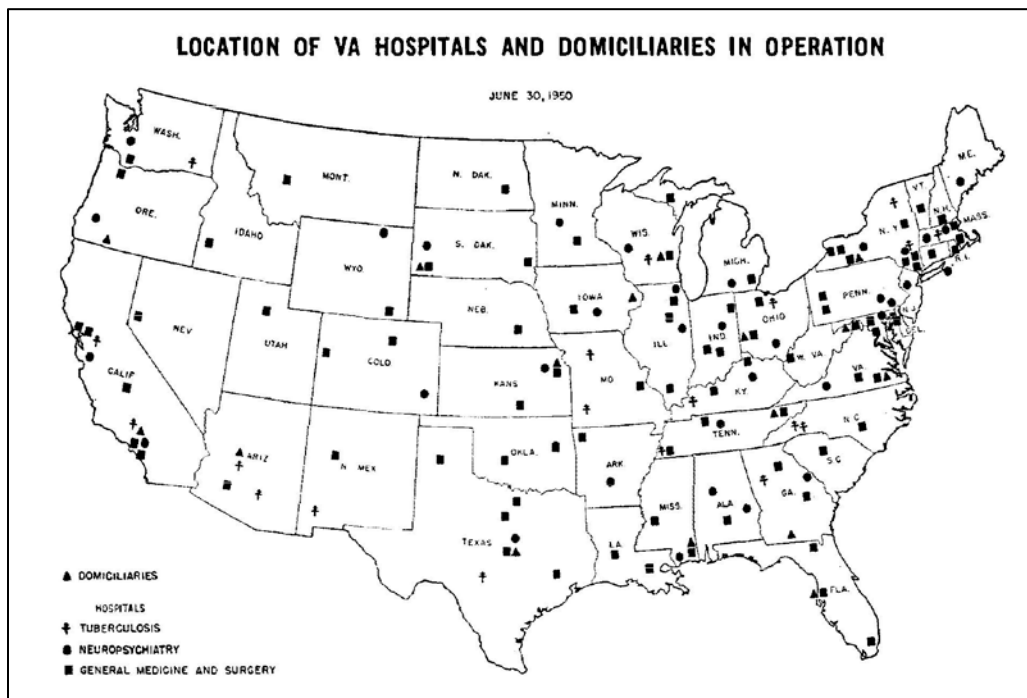 LOCATION OF VA HOSPITALS AND DOMICILIARIES IN OPERATION
JUNE 30, 1950
WASH.
MONT.
N. DAK.
MINN.
ME.
VT.
N.H.
MASS.
N. Y.
R.I.
ORE.
IDAHO
WYO.
S. DAK.
WIS.
MICH.
PENN.
N.J.
DEL.
NEV.
UTAH
COLO.
NEB.
IOWA
ILL.
IND.
OHIO
W. VA.
VA.
CALIF.
KANS
MO.
KY.
ARIZ
N. MEX
OKLA.
ARK.
TENN.
N.C.
S.C.
TEXAS
LA.
MISS.
ALA
GA.
FLA.
DOMICILIARIES
HOSPITALS
TUBERCULOSIS
NEUROPSYCHIATRY
GENERAL MEDICINE AND SURGERY